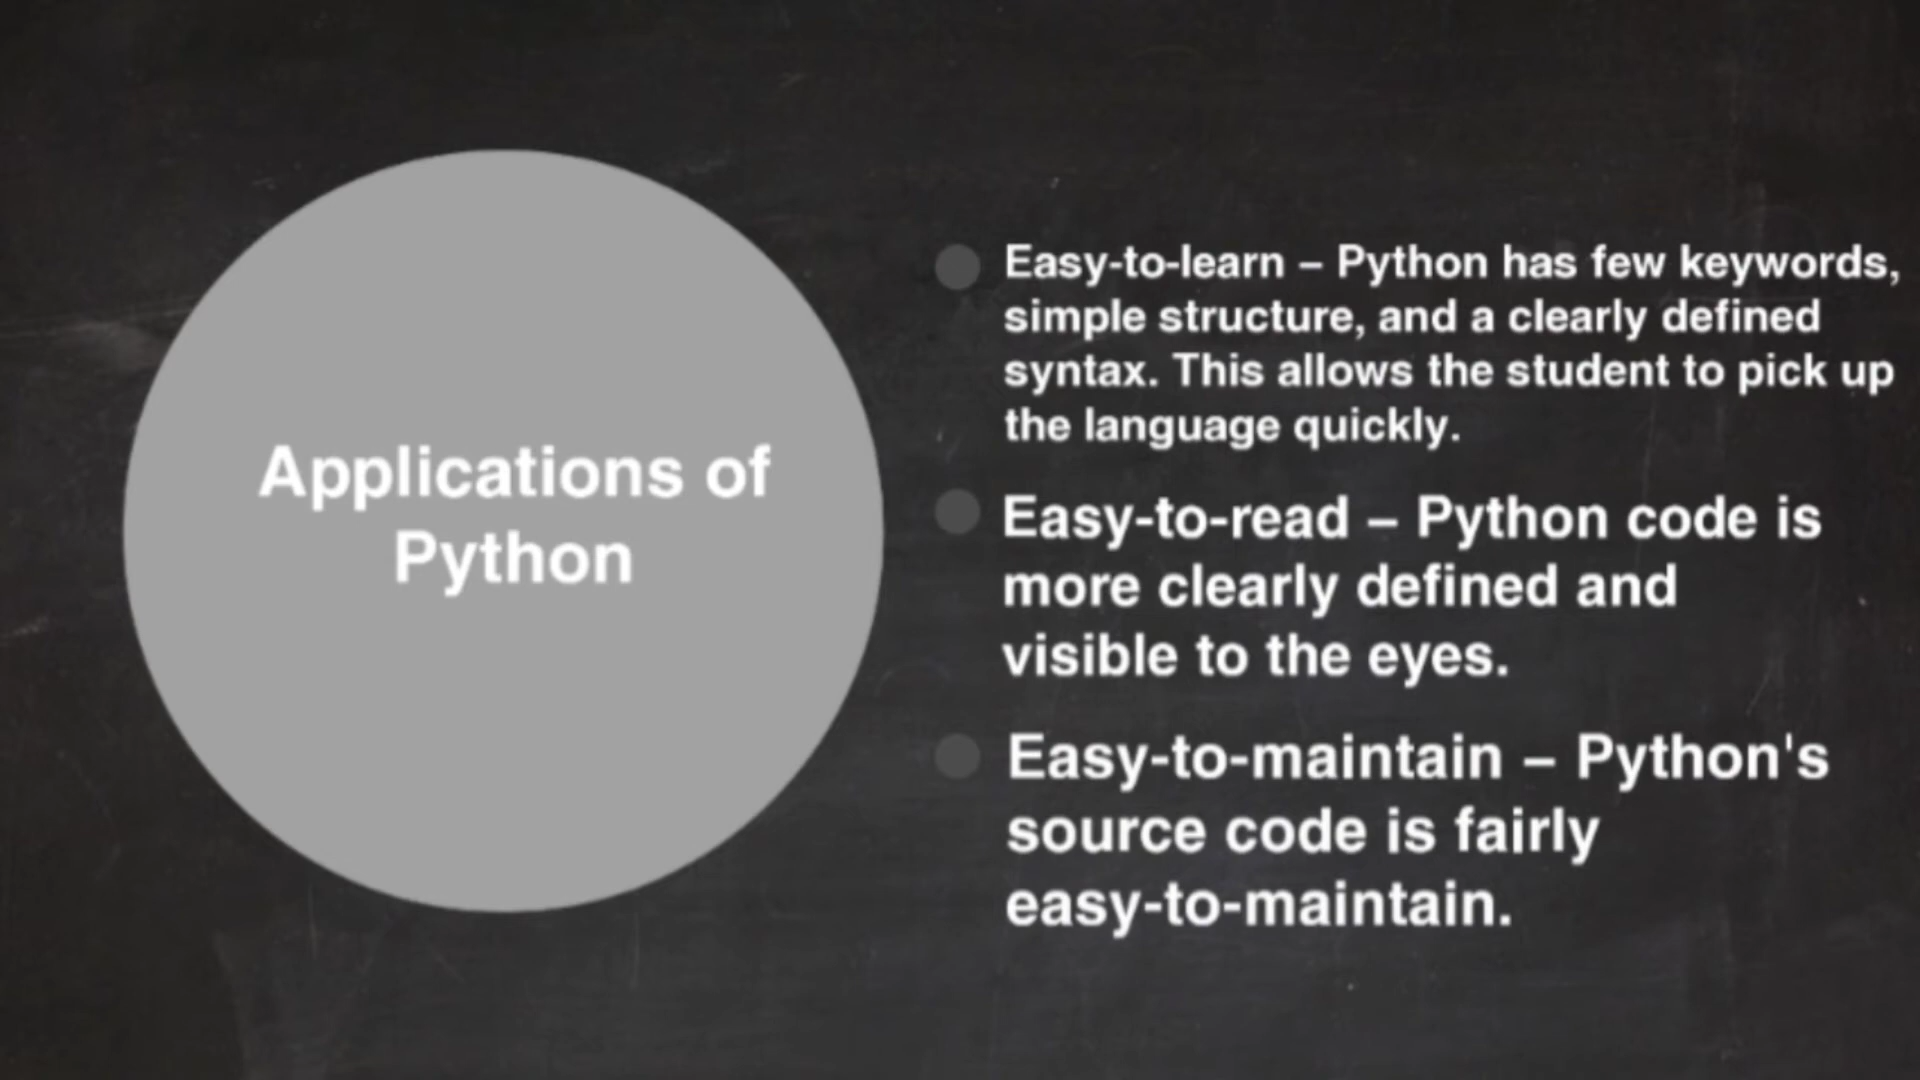 Applications of
Python
Easy-to-learn – Python has few keywords,
simple structure, and a clearly defined
syntax. This allows the student to pick up
the language quickly.
Easy-to-read – Python code is
more clearly defined and
visible to the eyes.
Easy-to-maintain – Python's
source code is fairly
easy-to-maintain.